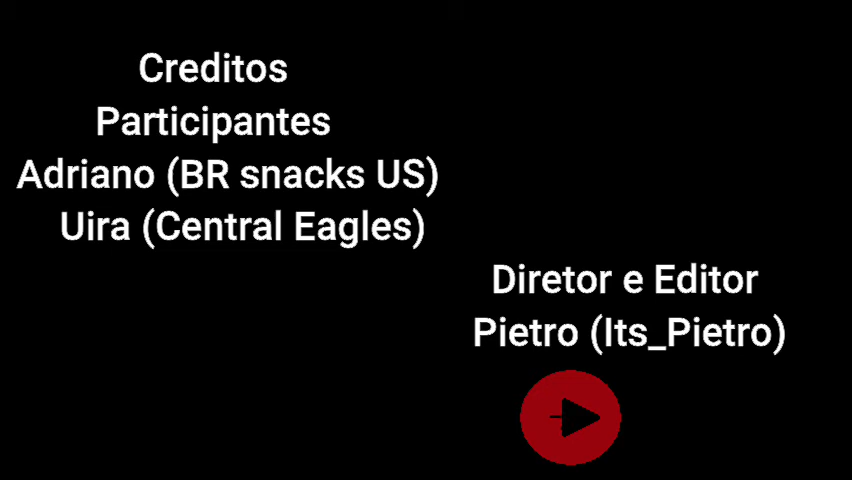 Creditos
Participantes
Adriano (BR snacks US)
Uira (Central Eagles)
Diretor e Editor
Pietro (Its_Pietro)